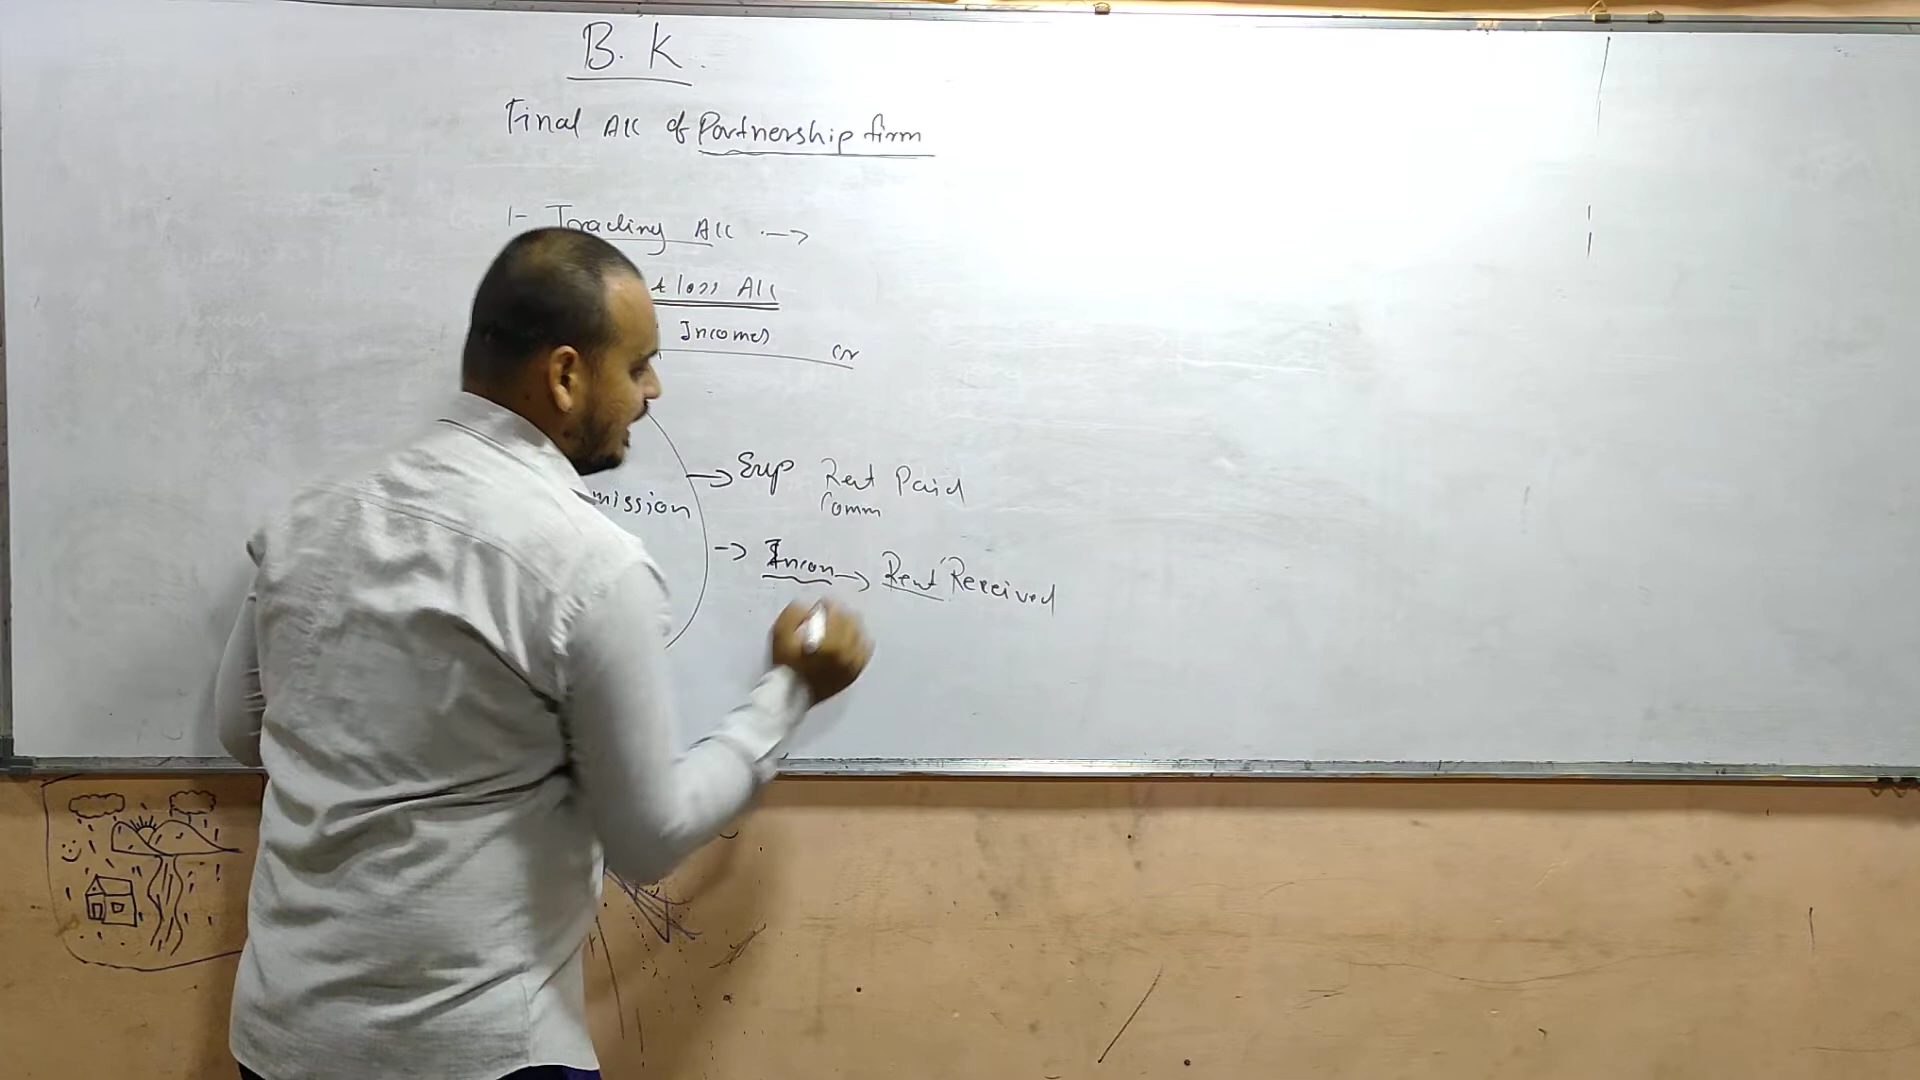 B. K.
Final A/c of Partnership firm
1- Trading A/c →
& loss A/c
Incomes Cr
mission
→ Exp Rent Paid
Comm
→ Incom → Rent Received